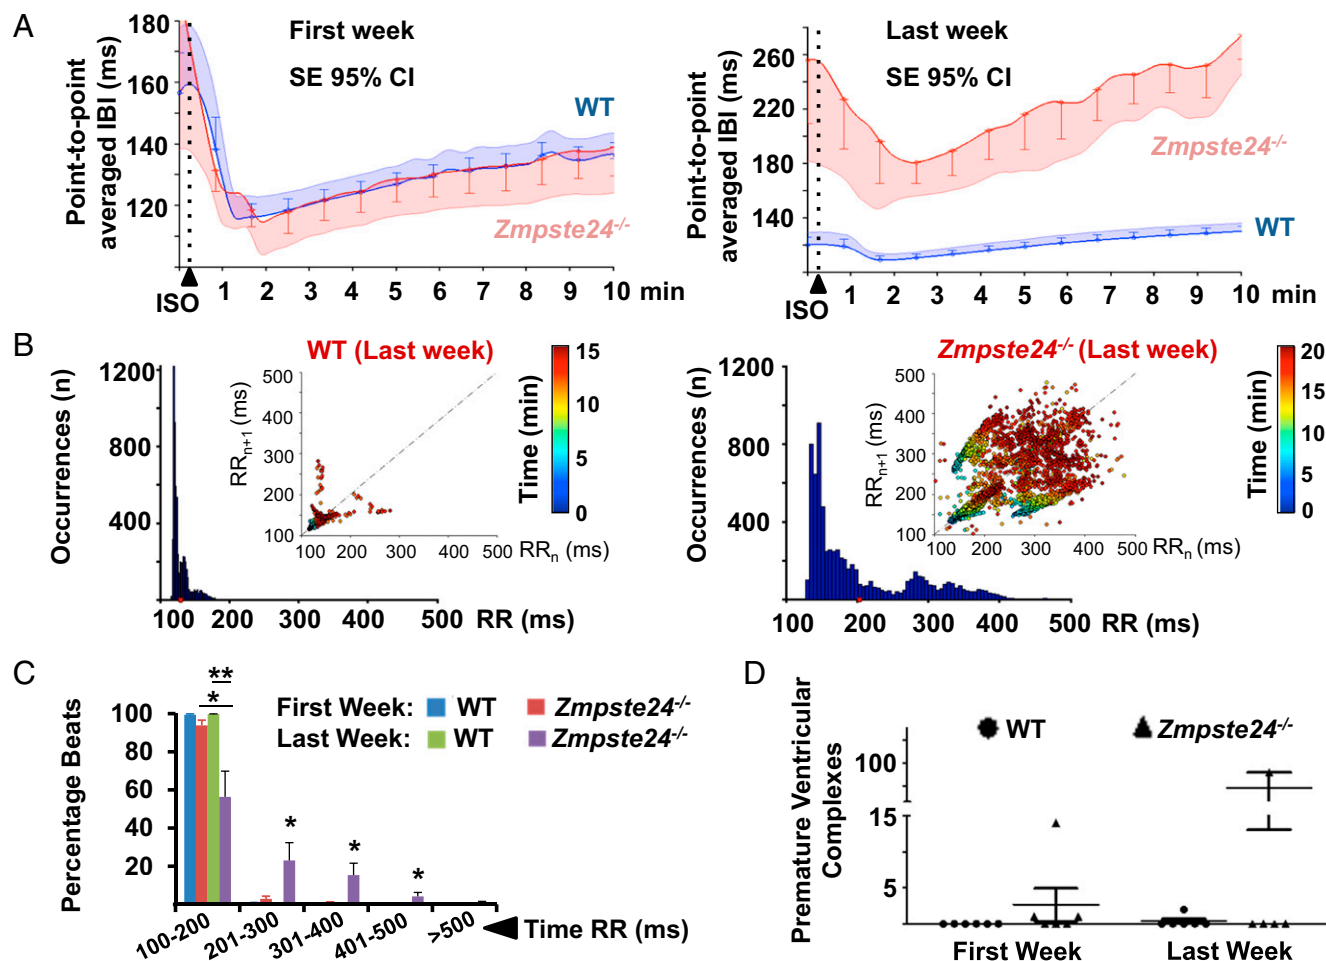 A
180
160
140
120
Point-to-point
averaged IBI (ms)
First week
SE 95% CI
WT
Zmpste24-/-
ISO
1 2 3 4 5 6 7 8 9 10 min
260
220
180
140
Point-to-point
averaged IBI (ms)
Last week
SE 95% CI
Zmpste24-/-
WT
ISO
1 2 3 4 5 6 7 8 9 10 min
B
1200
800
400
Occurrences (n)
100 200 300 400 500 RR (ms)
WT (Last week)
500
400
300
200
100
RRn+1 (ms)
100 200 300 400 500
RRn (ms)
Time (min)
15
10
5
0
1200
800
400
0
Occurrences (n)
100 200 300 400 500 RR (ms)
Zmpste24-/- (Last week)
500
400
300
200
100
RRn+1 (ms)
100 200 300 400 500 RRn (ms)
Time (min)
20
15
10
5
0
C
**
*
First Week: WT Zmpste24-/-
Last Week: WT Zmpste24-/-
100
80
60
40
20
Percentage Beats
* * *
100-200 201-300 301-400 401-500 >500
Time RR (ms)
D
Premature Ventricular
Complexes
WT Zmpste24-/-
100
15
5
First Week Last Week